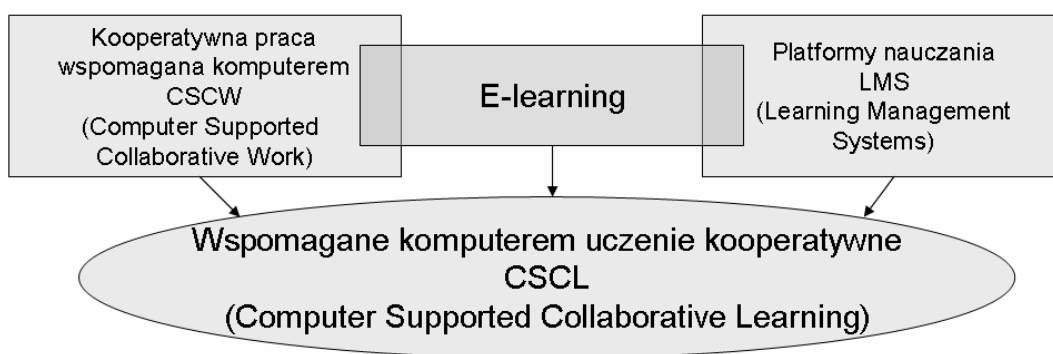 Kooperatywna praca
wspomagana komputerem
CSCW
(Computer Supported
Collaborative Work)
E-learning
Platformy nauczania
LMS
(Learning Management
Systems)
Wspomagane komputerem uczenie kooperatywne
CSCL
(Computer Supported Collaborative Learning)